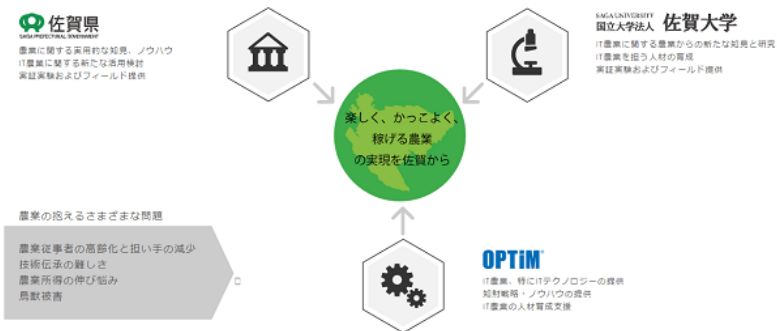 佐賀県
SAGA PREFECTURAL GOVERNMENT
農業に関する実用的な知見、ノウハウ
IT農業に関する新たな活用検討
実証実験およびフィールド提供
SAGA UNIVERSITY
国立大学法人 佐賀大学
IT農業に関する農業からの新たな知見と研究
IT農業を担う人材の育成
実証実験およびフィールド提供
楽しく、かっこよく、
稼げる農業
の実現を佐賀から
農業の抱えるさまざまな問題
農業従事者の高齢化と担い手の減少
技術伝承の難しさ
農業所得の伸び悩み
鳥獣被害
OPTiM
IT農業、特にITテクノロジーの提供
知財戦略・ノウハウの提供
IT農業の人材育成支援